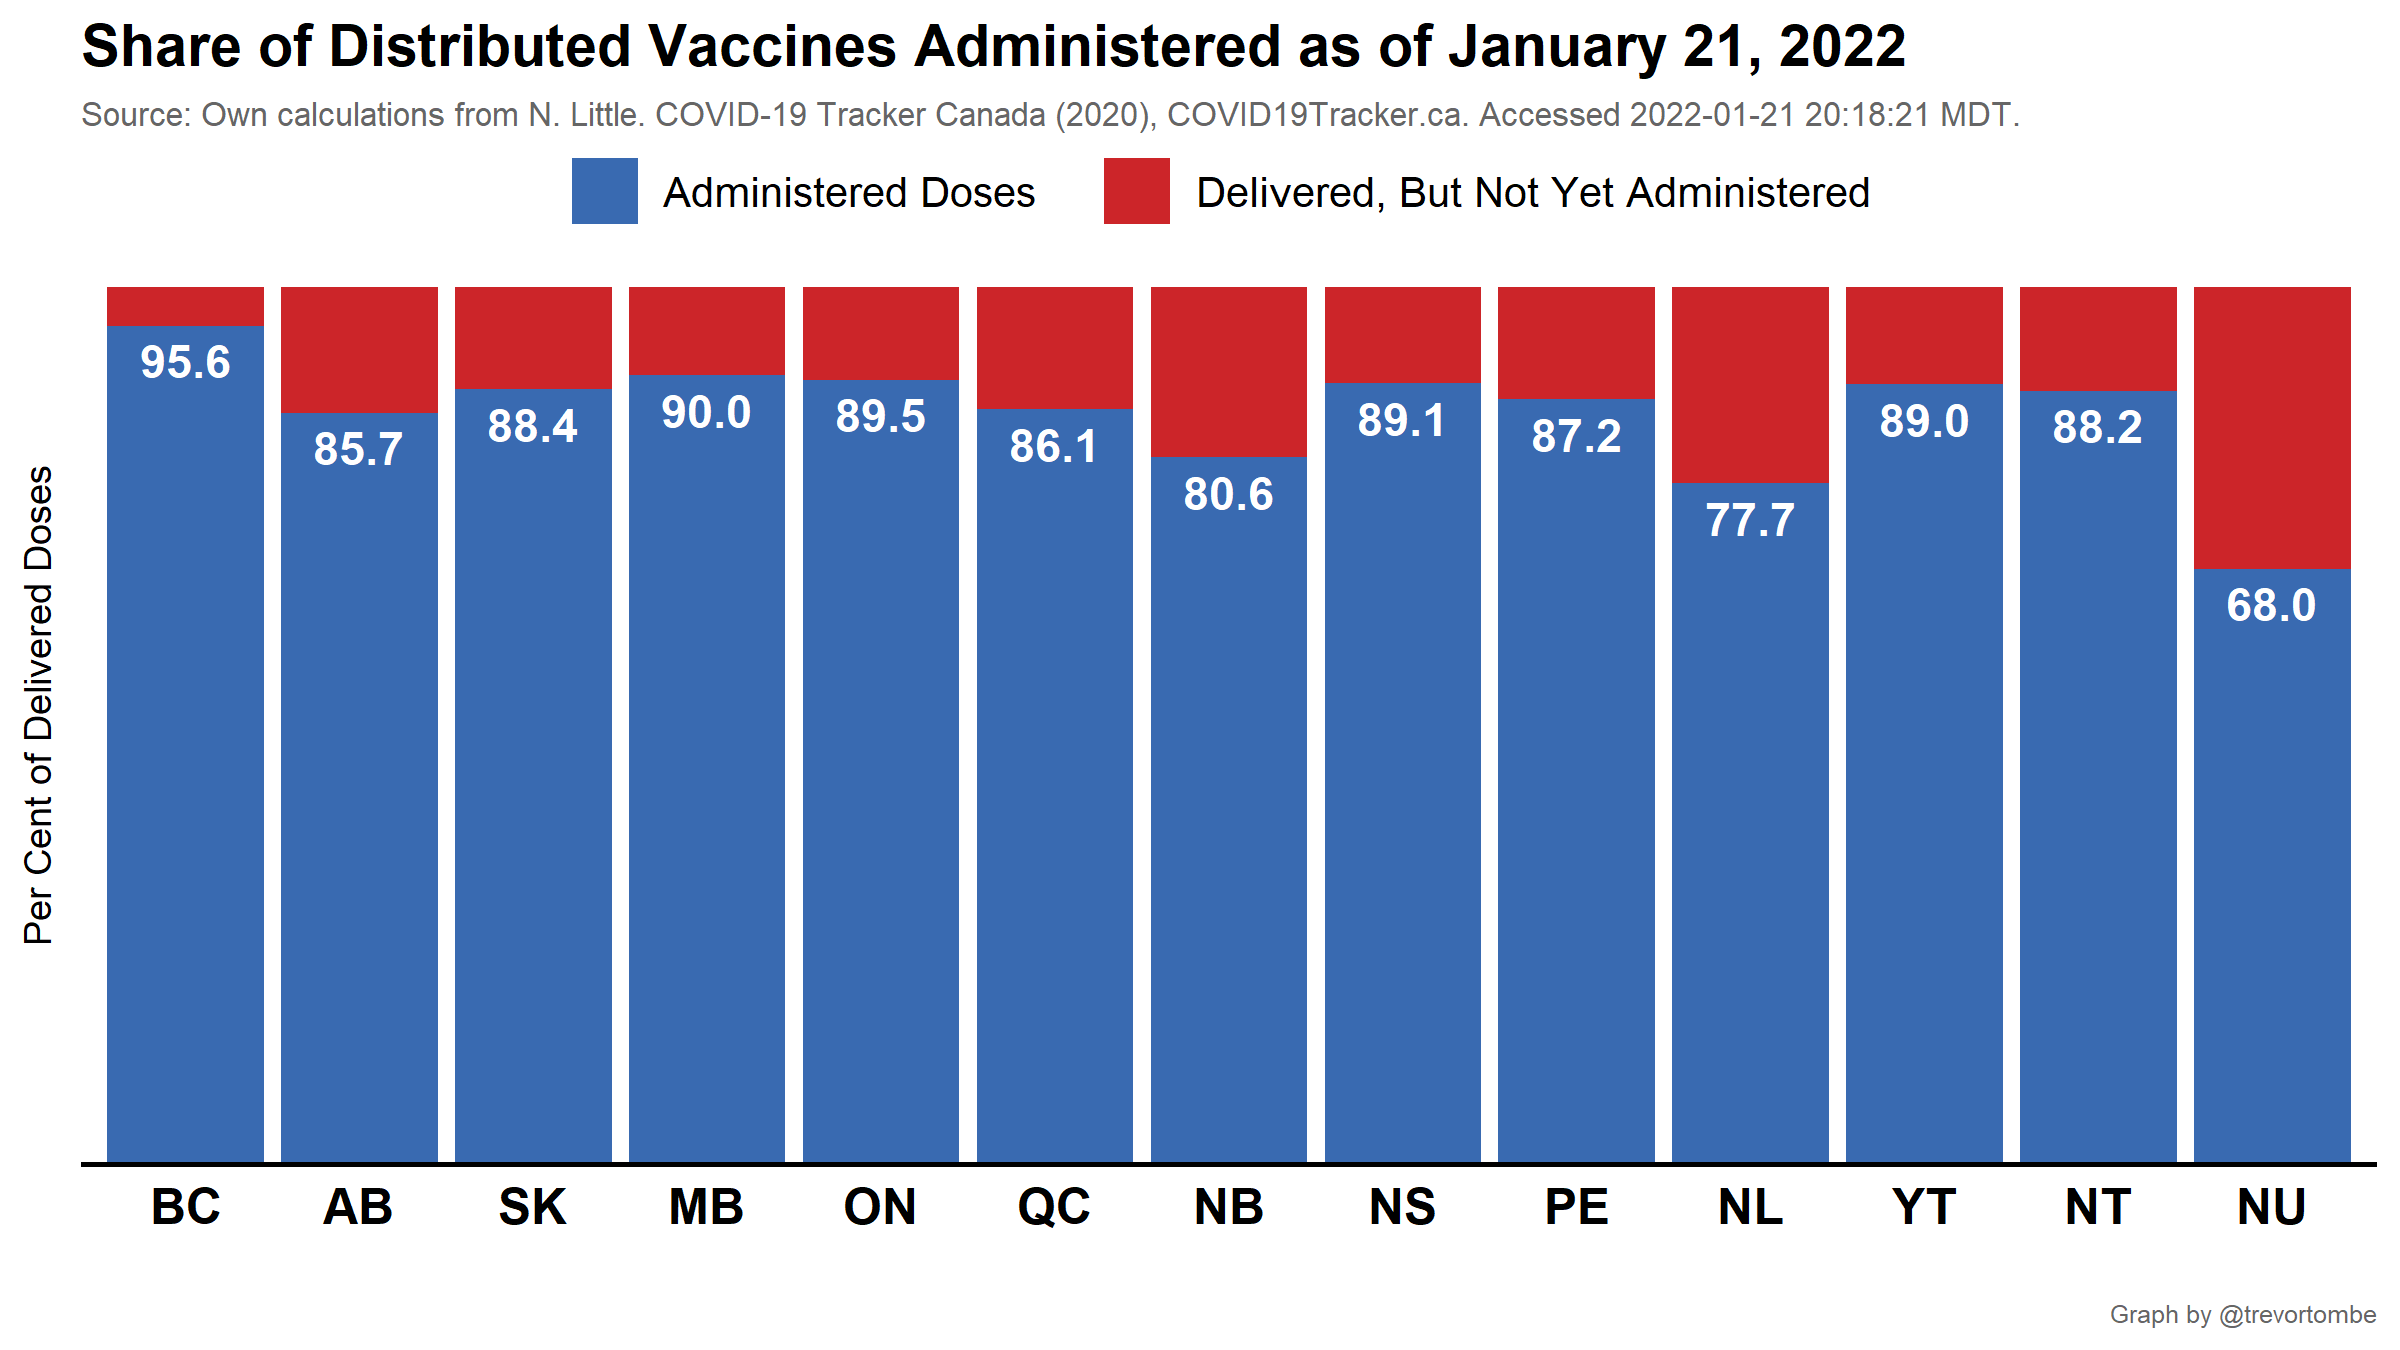 Share of Distributed Vaccines Administered as of January 21, 2022
Source: Own calculations from N. Little. COVID-19 Tracker Canada (2020), COVID19Tracker.ca. Accessed 2022-01-21 20:18:21 MDT.
Administered Doses
Delivered, But Not Yet Administered
Per Cent of Delivered Doses
95.6
85.7
88.4
90.0
89.5
86.1
80.6
89.1
87.2
77.7
89.0
88.2
68.0
BC
AB
SK
MB
ON
QC
NB
NS
PE
NL
YT
NT
NU
Graph by @trevortombe